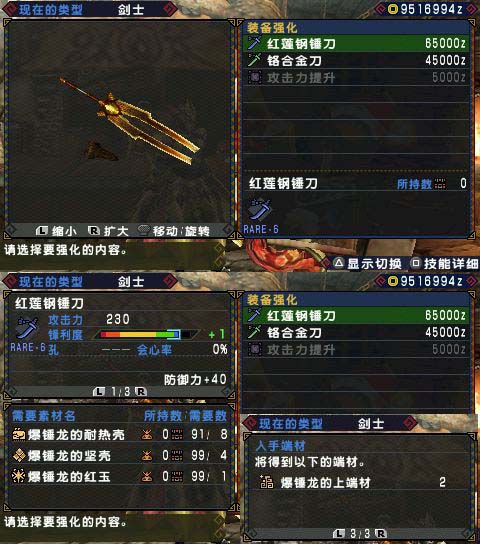 现在的类型 剑士
9516994z
装备强化
红莲钢锤刀 65000z
铬合金刀 45000z
攻击力提升 5000z
红莲钢锤刀 所持数 0
RARE-6
L 缩小 R 扩大 移动/旋转
请选择要强化的内容。
△显示切换 □技能详细
现在的类型 剑士
9516994z
红莲钢锤刀
攻击力 230
锋利度 +1
RARE-6 孔 --- 会心率 0%
防御力+40
L 1/3 R
装备强化
红莲钢锤刀 65000z
铬合金刀 45000z
攻击力提升 5000z
需要素材名 所持数/需要数
爆锤龙的耐热壳 0 91/ 8
爆锤龙的坚壳 0 99/ 4
爆锤龙的红玉 0 99/ 1
请选择要强化的内容。
现在的类型 剑士
入手端材
将得到以下的端材。
爆锤龙的上端材 2
L 3/3 R